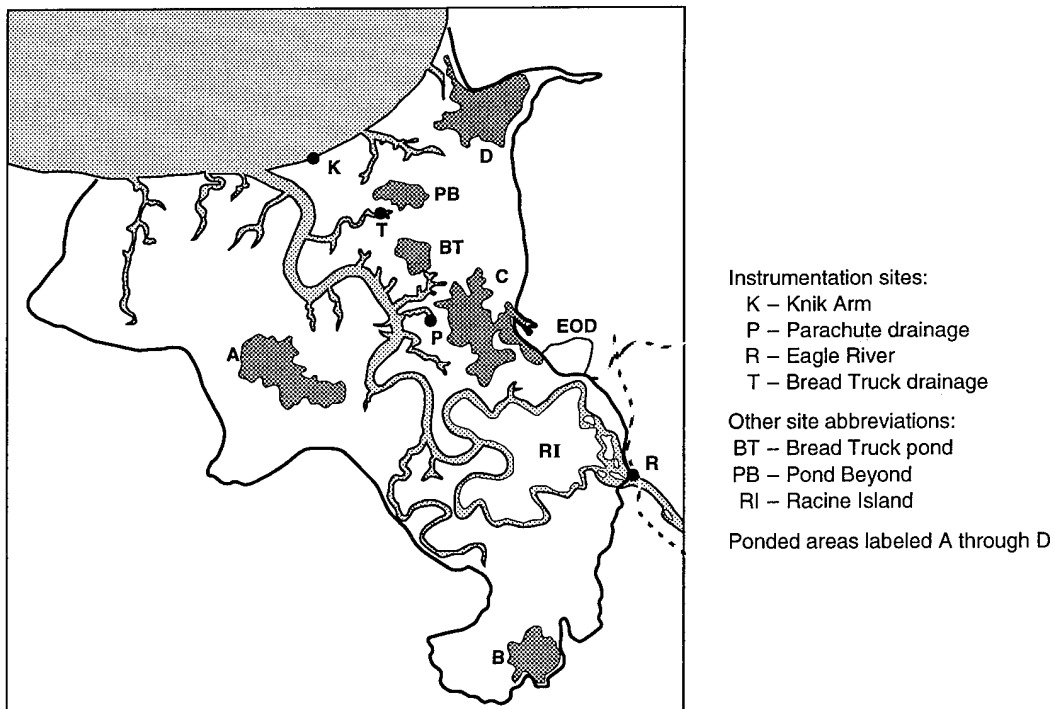 K
D
PB
T
BT
C
EOD
P
A
RI
R
B
Instrumentation sites:
K – Knik Arm
P – Parachute drainage
R – Eagle River
T – Bread Truck drainage
Other site abbreviations:
BT – Bread Truck pond
PB – Pond Beyond
RI – Racine Island
Ponded areas labeled A through D